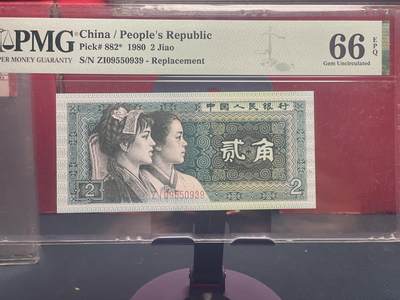 PMG
PER MONEY GUARANTY
China / People's Republic
Pick# 882* 1980 2 Jiao
S/N ZI09550939 - Replacement
66 EPQ
Gem Uncirculated
中国人民银行
贰角
ZI09550939
2
2